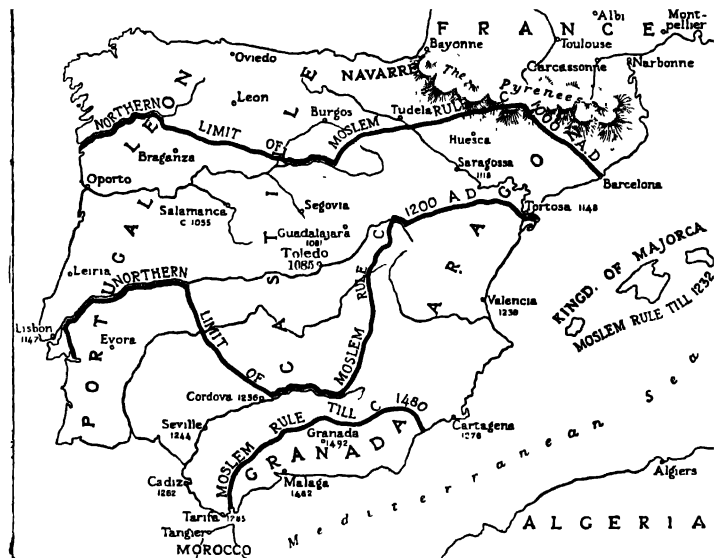 FRANCE
Albi
Montpellier
Bayonne
Toulouse
Carcassonne
Narbonne
Oviedo
NAVARRE
The Pyrenees
Leon
LEON
Burgos
Tudela
NORTHERN LIMIT OF MOSLEM RULE C 1000 A.D
Huesca
Braganza
Saragossa
1118
Oporto
Barcelona
Salamanca
C 1055
Segovia
Tortosa 1148
Guadalajara
1081
Toledo
1085
CASTILE
ARAGO
PORTUGAL
Leiria
NORTHERN LIMIT OF MOSLEM RULE C 1200 A D
KINGD. OF MAJORCA
MOSLEM RULE TILL 1232
Valencia
1238
Lisbon
1147
Evora
Cordova 1236
Seville
1244
MOSLEM RULE TILL C 1480
Granada
1492
GRANADA
Cartagena
Cadiz
1262
Malaga
Tarifa
Tangier
MOROCCO
Mediterranean Sea
Algiers
ALGERIA